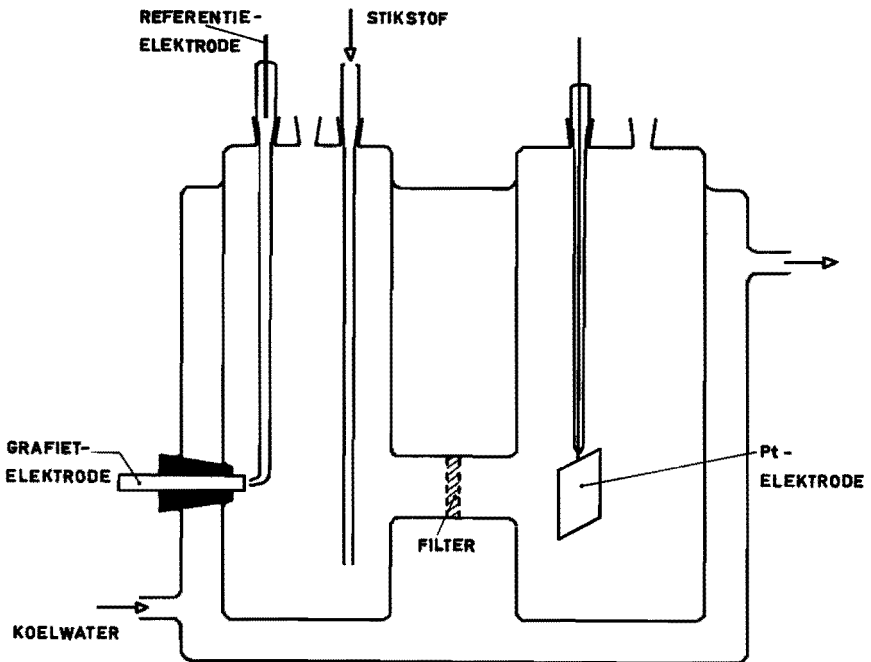 REFERENTIE-
ELEKTRODE
STIKSTOF
GRAFIET-
ELEKTRODE
Pt-
ELEKTRODE
FILTER
KOELWATER